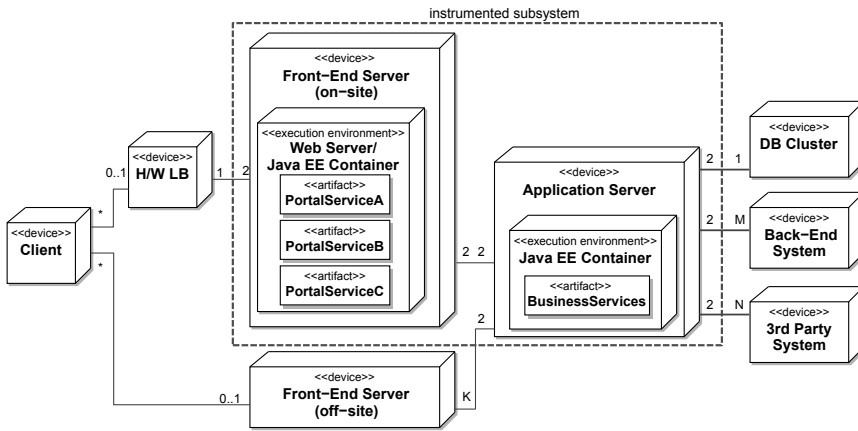 instrumented subsystem
<<device>>
Front−End Server
(on−site)
<<execution environment>>
Web Server/
Java EE Container
<<artifact>>
PortalServiceA
<<artifact>>
PortalServiceB
<<artifact>>
PortalServiceC
<<device>>
H/W LB
0..1
1
2
*
<<device>>
Client
*
0..1
<<device>>
Front−End Server
(off−site)
K
2
2
2
<<device>>
Application Server
<<execution environment>>
Java EE Container
<<artifact>>
BusinessServices
2
1
<<device>>
DB Cluster
2
M
<<device>>
Back−End
System
2
N
<<device>>
3rd Party
System